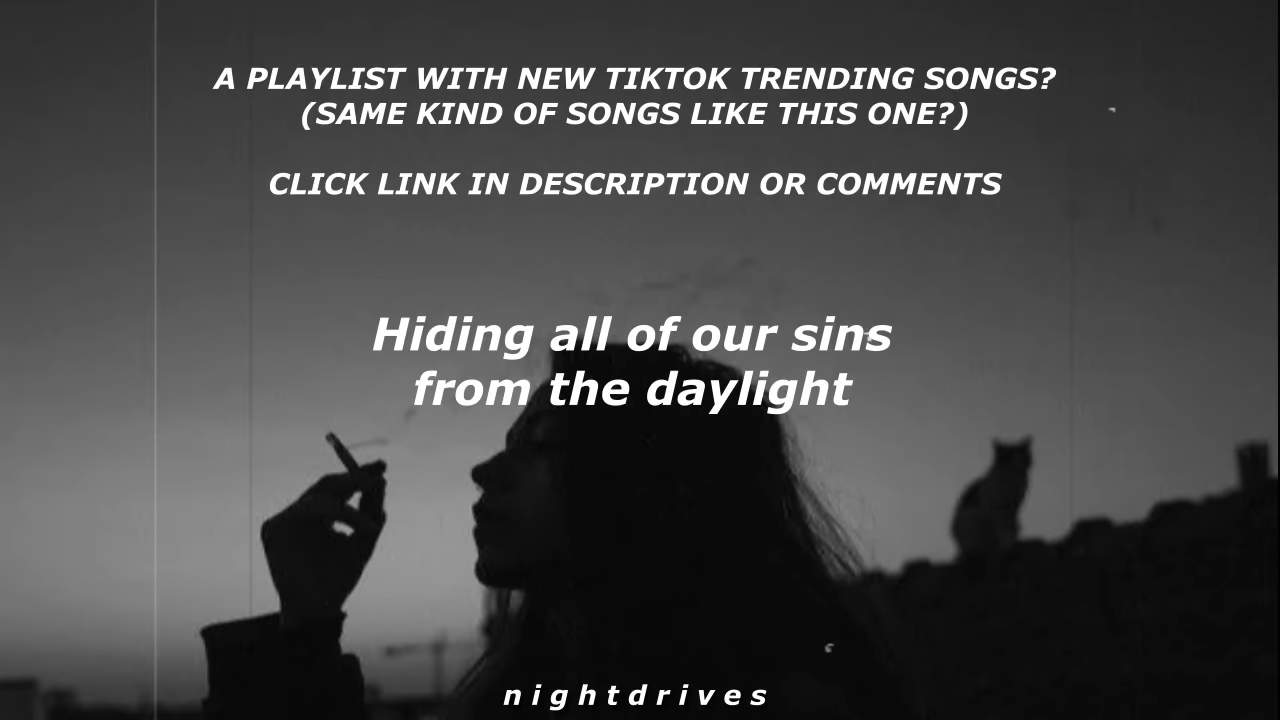 A PLAYLIST WITH NEW TIKTOK TRENDING SONGS?
(SAME KIND OF SONGS LIKE THIS ONE?)
CLICK LINK IN DESCRIPTION OR COMMENTS
Hiding all of our sins
from the daylight
nightdrives